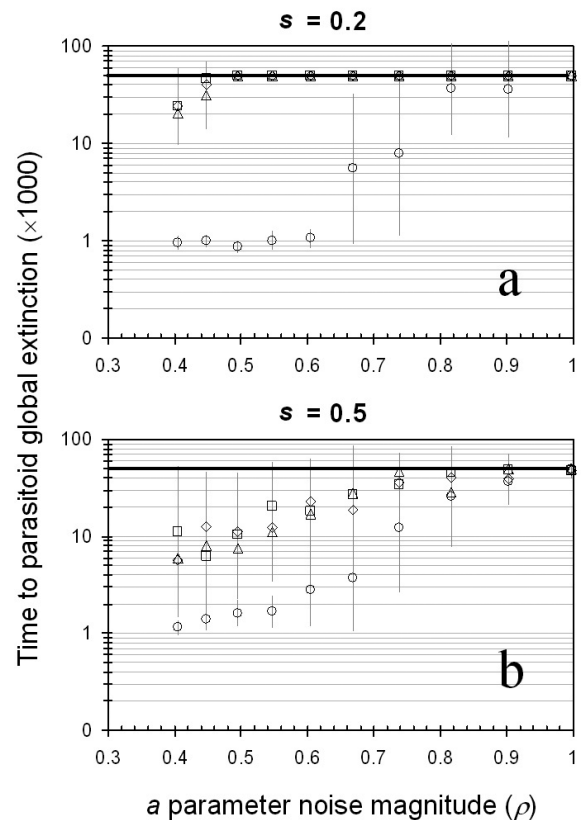 s = 0.2
100
10
1
0
0.3 0.4 0.5 0.6 0.7 0.8 0.9 1
a
s = 0.5
100
10
1
0
0.3 0.4 0.5 0.6 0.7 0.8 0.9 1
b
Time to parasitoid global extinction (×1000)
a parameter noise magnitude (ρ)